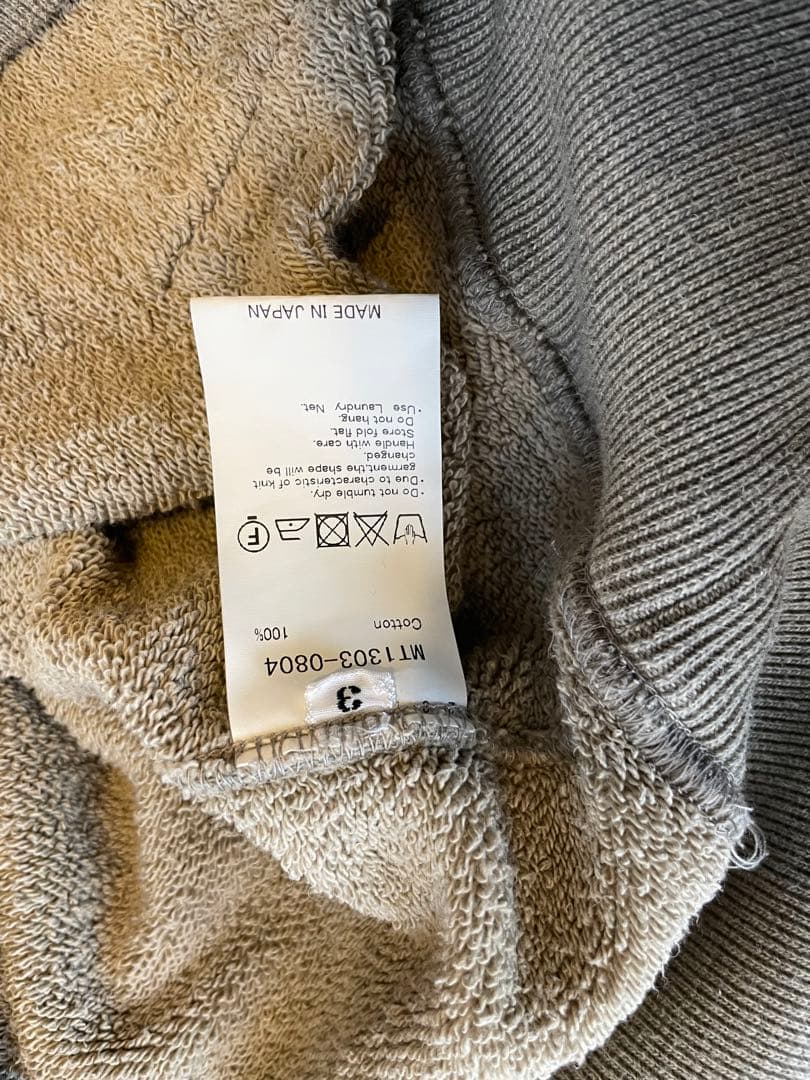 3
MT1303-0804
Cotton 100%
F
· Do not tumble dry.
· Due to characteristic of knit
garment,the shape will be
changed.
Handle with care.
Store fold flat.
Do not hang.
· Use Laundry Net.
MADE IN JAPAN